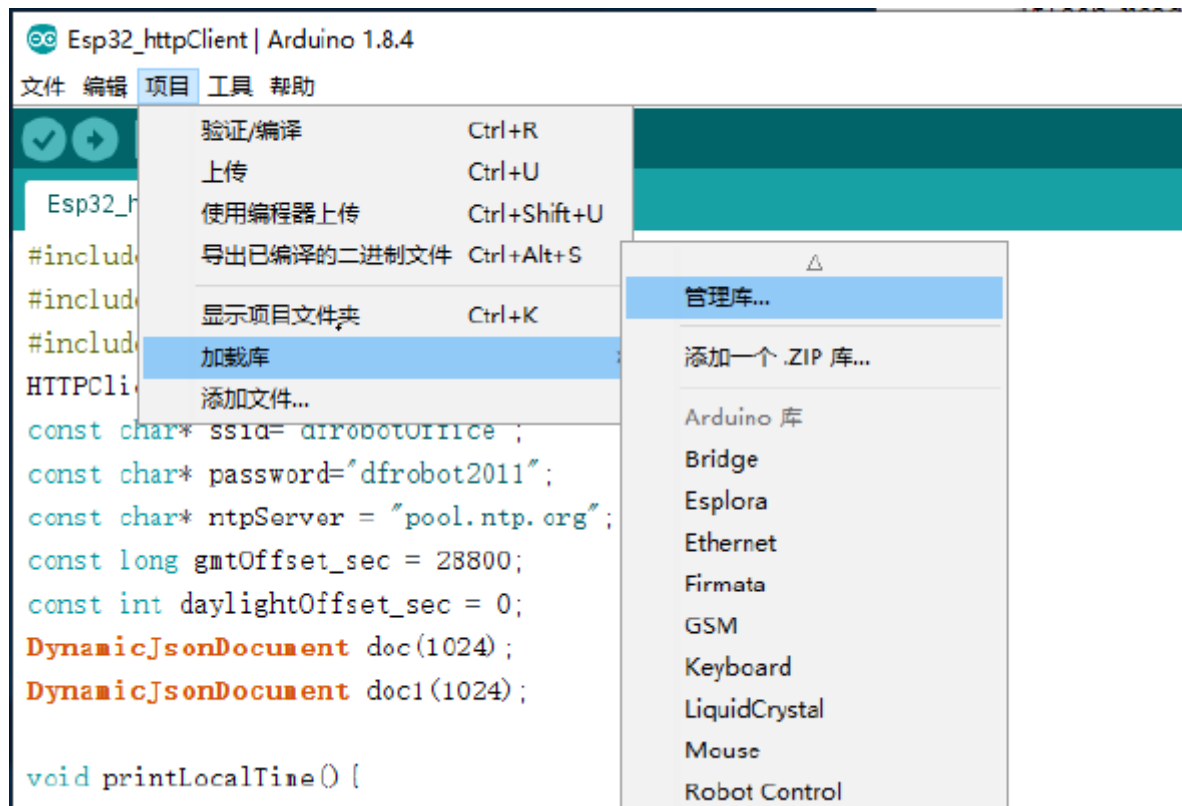 Esp32_httpClient | Arduino 1.8.4
文件 编辑 项目 工具 帮助
验证/编译 Ctrl+R
上传 Ctrl+U
使用编程器上传 Ctrl+Shift+U
导出已编译的二进制文件 Ctrl+Alt+S
显示项目文件夹 Ctrl+K
加载库
添加文件...
管理库...
添加一个 .ZIP 库...
Arduino 库
Bridge
Esplora
Ethernet
Firmata
GSM
Keyboard
LiquidCrystal
Mouse
Robot Control
Esp32_h
#includ
#includ
#includ
HTTPCli
const char* ssid="dfrobotOffice";
const char* password="dfrobot2011";
const char* ntpServer = "pool.ntp.org";
const long gmtOffset_sec = 28800;
const int daylightOffset_sec = 0;
DynamicJsonDocument doc(1024);
DynamicJsonDocument doc1(1024);
void printLocalTime(){